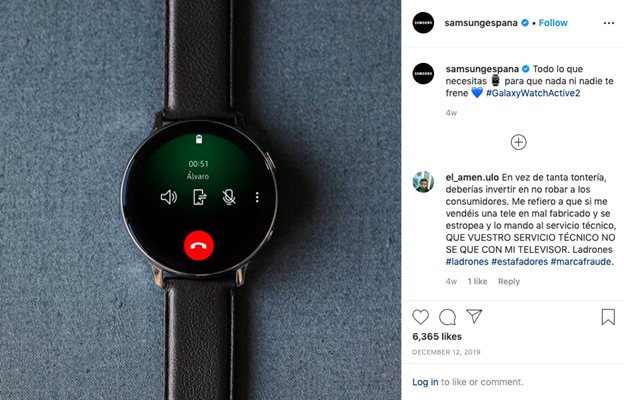 00:51
Álvaro
SAMSUNG
samsungespana • Follow
SAMSUNG
samsungespana Todo lo que
necesitas ⌚ para que nada ni nadie te
frene 💙 #GalaxyWatchActive2
4w
el_amen.ulo En vez de tanta tontería,
deberías invertir en no robar a los
consumidores. Me refiero a que si me
vendéis una tele en mal fabricado y se
estropea y lo mando al servicio técnico,
QUE VUESTRO SERVICIO TÉCNICO NO
SE QUE CON MI TELEVISOR. Ladrones
#ladrones #estafadores #marcafraude.
4w 1 like Reply
6,365 likes
DECEMBER 12, 2019
Log in to like or comment.